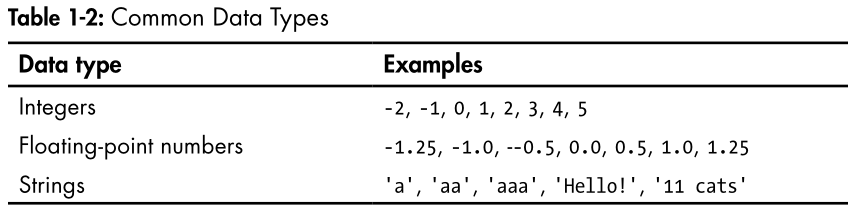 Table 1-2: Common Data Types
Data type Examples
Integers -2, -1, 0, 1, 2, 3, 4, 5
Floating-point numbers -1.25, -1.0, --0.5, 0.0, 0.5, 1.0, 1.25
Strings 'a', 'aa', 'aaa', 'Hello!', '11 cats'